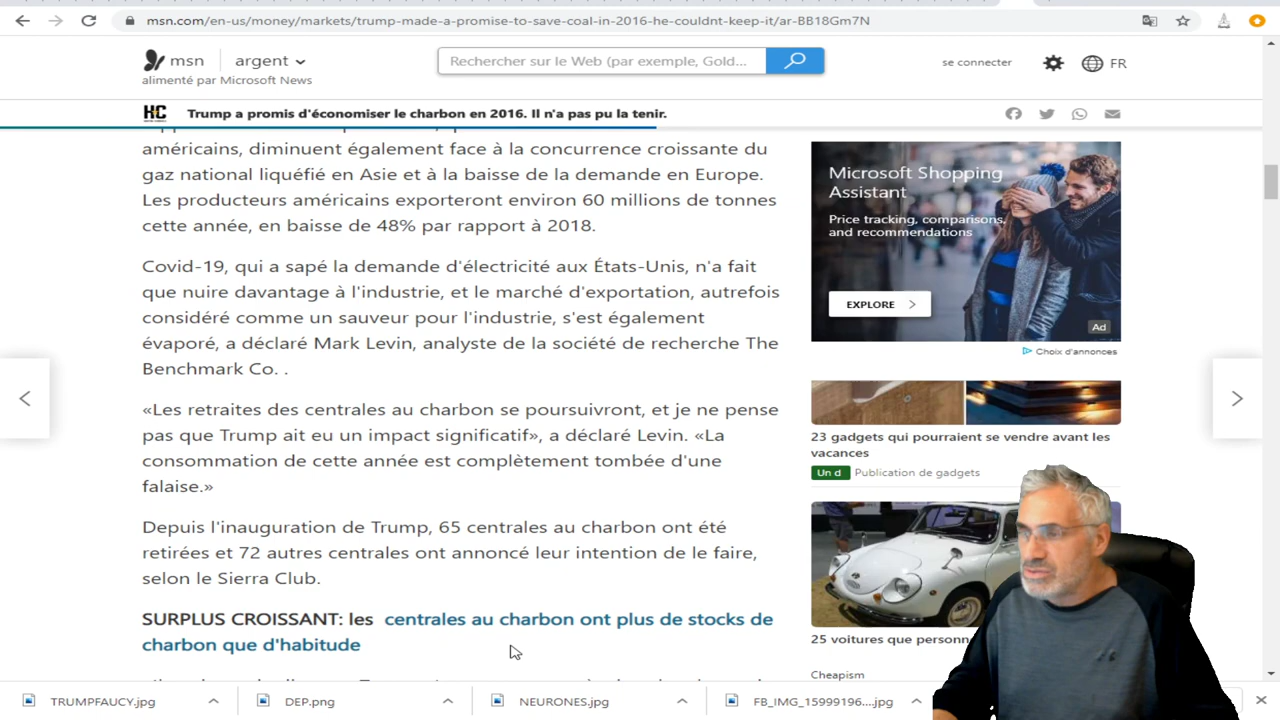 msn.com/en-us/money/markets/trump-made-a-promise-to-save-coal-in-2016-he-couldnt-keep-it/ar-BB18Gm7N
msn
argent
alimenté par Microsoft News
Rechercher sur le Web (par exemple, Gold...
se connecter
FR
HC
Trump a promis d'économiser le charbon en 2016. Il n'a pas pu la tenir.
américains, diminuent également face à la concurrence croissante du
gaz national liquéfié en Asie et à la baisse de la demande en Europe.
Les producteurs américains exporteront environ 60 millions de tonnes
cette année, en baisse de 48% par rapport à 2018.
Covid-19, qui a sapé la demande d'électricité aux États-Unis, n'a fait
que nuire davantage à l'industrie, et le marché d'exportation, autrefois
considéré comme un sauveur pour l'industrie, s'est également
évaporé, a déclaré Mark Levin, analyste de la société de recherche The
Benchmark Co. .
«Les retraites des centrales au charbon se poursuivront, et je ne pense
pas que Trump ait eu un impact significatif», a déclaré Levin. «La
consommation de cette année est complètement tombée d'une
falaise.»
Depuis l'inauguration de Trump, 65 centrales au charbon ont été
retirées et 72 autres centrales ont annoncé leur intention de le faire,
selon le Sierra Club.
SURPLUS CROISSANT: les centrales au charbon ont plus de stocks de
charbon que d'habitude
Microsoft Shopping
Assistant
Price tracking, comparisons,
and recommendations
EXPLORE
Ad
Choix d'annonces
23 gadgets qui pourraient se vendre avant les
vacances
Un d
Publication de gadgets
25 voitures que
Cheapism
TRUMPFAUCY.jpg
DEP.png
NEURONES.jpg
FB_IMG_15999196....jpg